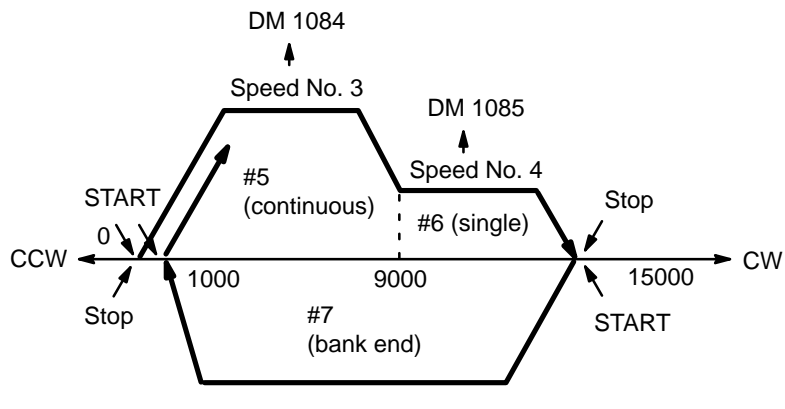 DM 1084
Speed No. 3
DM 1085
Speed No. 4
#5
(continuous)
START
Stop
#6 (single)
0
CCW
CW
1000
9000
15000
Stop
#7
(bank end)
START